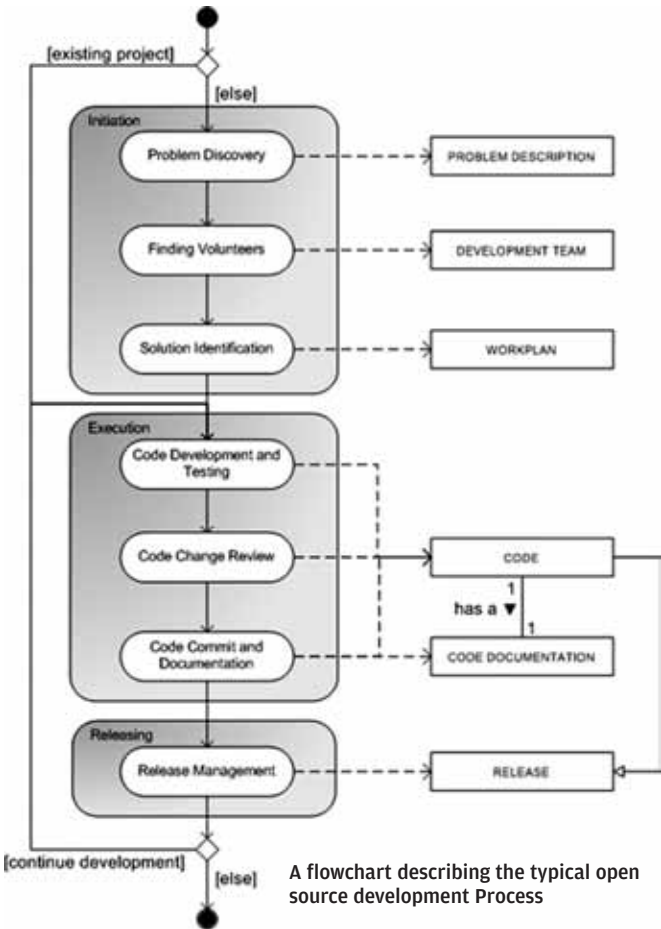 [existing project]
[else]
Initiation
Problem Discovery
PROBLEM DESCRIPTION
Finding Volunteers
DEVELOPMENT TEAM
Solution Identification
WORKPLAN
Execution
Code Development and
Testing
Code Change Review
CODE
1
has a ▼
1
Code Commit and
Documentation
CODE DOCUMENTATION
Releasing
Release Management
RELEASE
[continue development]
[else]
A flowchart describing the typical open
source development Process